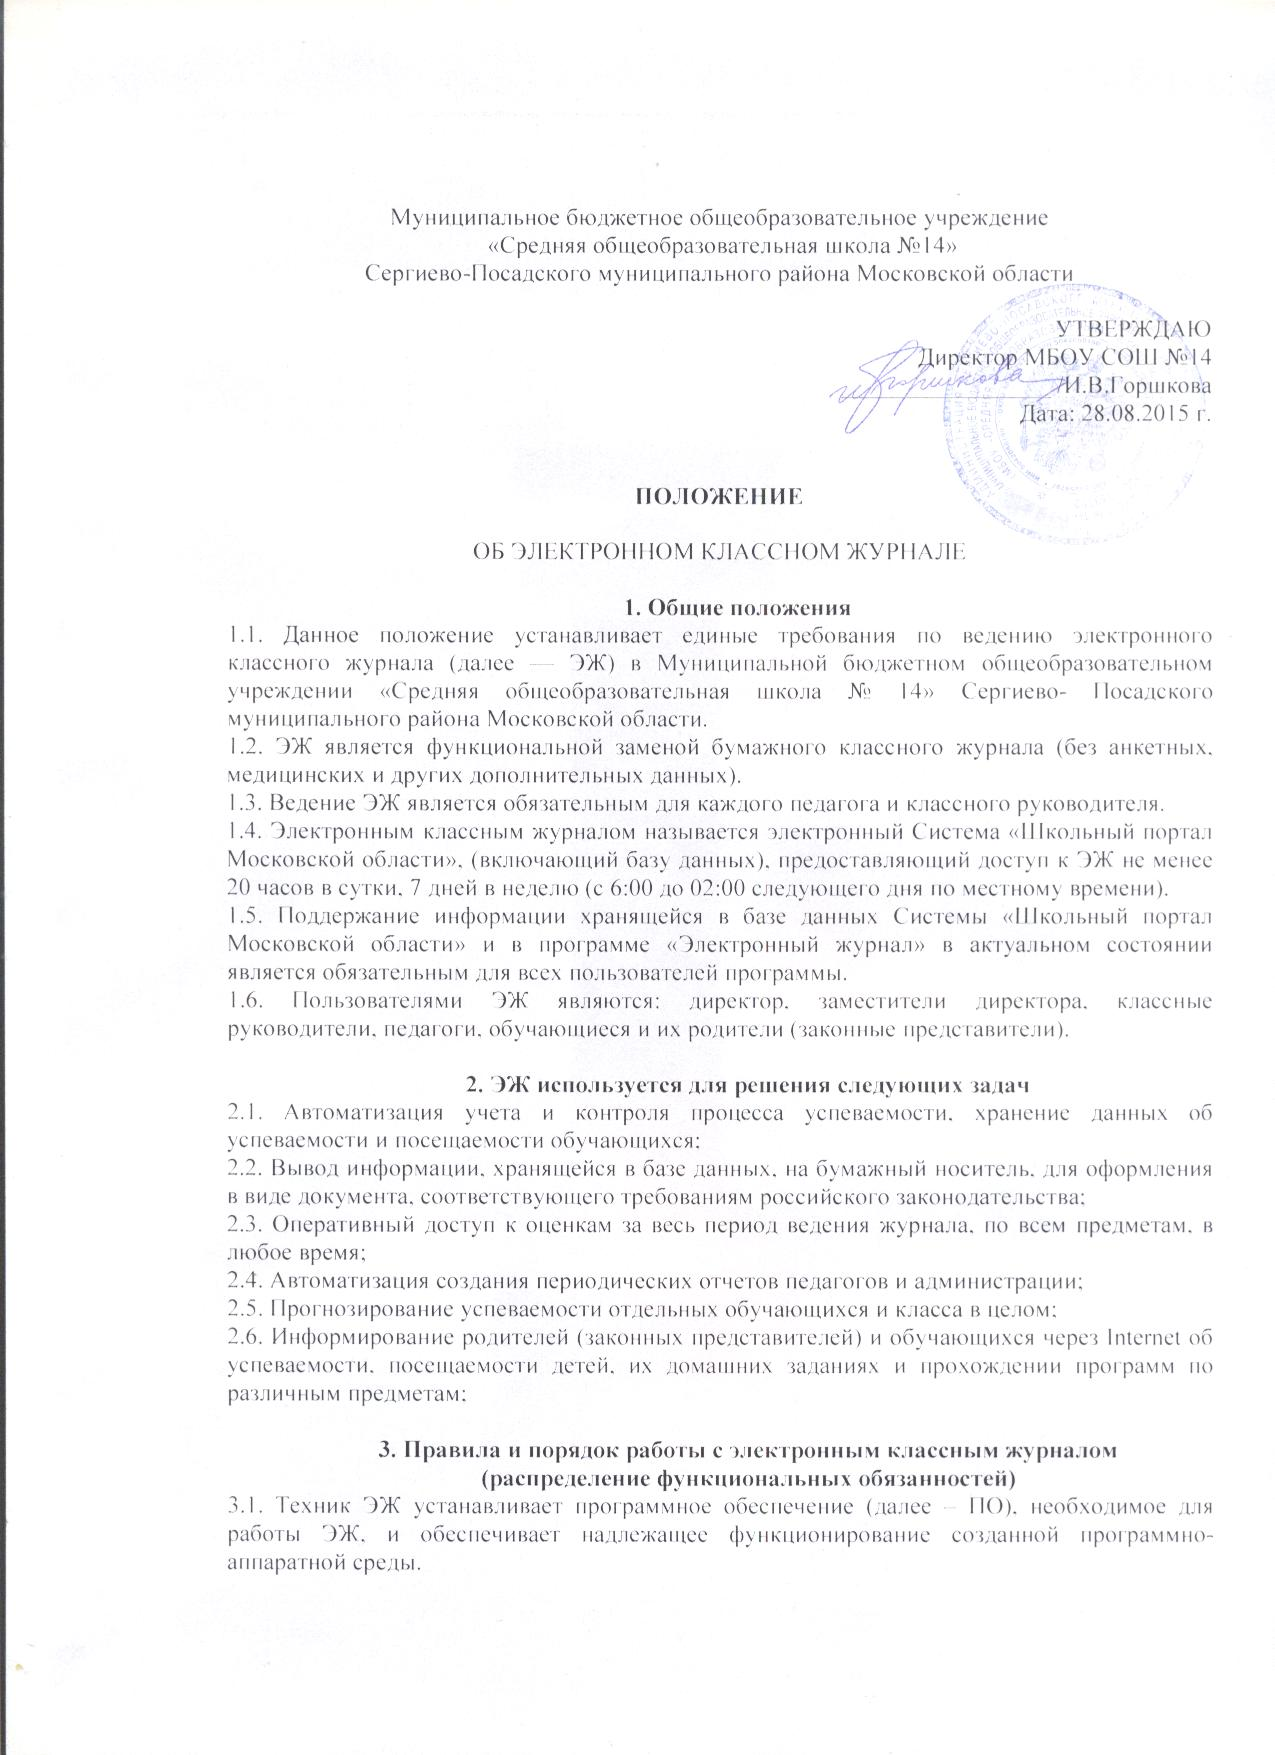 Муниципальное бюджетное общеобразовательное учреждение
«Средняя общеобразовательная школа №14»
Сергиево-Посадского муниципального района Московской области
УТВЕРЖДАЮ
Директор МБОУ СОШ №14
Горшкова /И.В.Горшкова
Дата: 28.08.2015 г.
ПОЛОЖЕНИЕ
ОБ ЭЛЕКТРОННОМ КЛАССНОМ ЖУРНАЛЕ
1. Общие положения
1.1. Данное положение устанавливает единые требования по ведению электронного
классного журнала (далее — ЭЖ) в Муниципальной бюджетном общеобразовательном
учреждении «Средняя общеобразовательная школа № 14» Сергиево- Посадского
муниципального района Московской области.
1.2. ЭЖ является функциональной заменой бумажного классного журнала (без анкетных,
медицинских и других дополнительных данных).
1.3. Ведение ЭЖ является обязательным для каждого педагога и классного руководителя.
1.4. Электронным классным журналом называется электронный Система «Школьный портал
Московской области», (включающий базу данных), предоставляющий доступ к ЭЖ не менее
20 часов в сутки, 7 дней в неделю (с 6:00 до 02:00 следующего дня по местному времени).
1.5. Поддержание информации хранящейся в базе данных Системы «Школьный портал
Московской области» и в программе «Электронный журнал» в актуальном состоянии
является обязательным для всех пользователей программы.
1.6. Пользователями ЭЖ являются: директор, заместители директора, классные
руководители, педагоги, обучающиеся и их родители (законные представители).
2. ЭЖ используется для решения следующих задач
2.1. Автоматизация учета и контроля процесса успеваемости, хранение данных об
успеваемости и посещаемости обучающихся;
2.2. Вывод информации, хранящейся в базе данных, на бумажный носитель, для оформления
в виде документа, соответствующего требованиям российского законодательства;
2.3. Оперативный доступ к оценкам за весь период ведения журнала, по всем предметам, в
любое время;
2.4. Автоматизация создания периодических отчетов педагогов и администрации;
2.5. Прогнозирование успеваемости отдельных обучающихся и класса в целом;
2.6. Информирование родителей (законных представителей) и обучающихся через Internet об
успеваемости, посещаемости детей, их домашних заданиях и прохождении программ по
различным предметам;
3. Правила и порядок работы с электронным классным журналом
(распределение функциональных обязанностей)
3.1. Техник ЭЖ устанавливает программное обеспечение (далее – ПО), необходимое для
работы ЭЖ, и обеспечивает надлежащее функционирование созданной программно-
аппаратной среды.